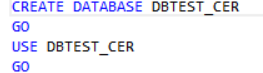 CREATE DATABASE DBTEST_CER
GO
USE DBTEST_CER
GO